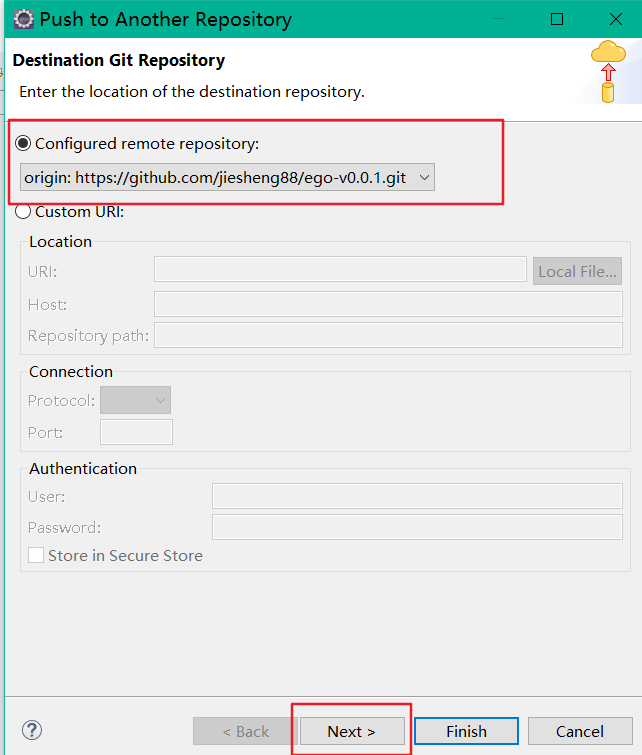 Push to Another Repository
Destination Git Repository
Enter the location of the destination repository.
Configured remote repository:
origin: https://github.com/jiesheng88/ego-v0.0.1.git
Custom URI:
Location
URI:
Local File...
Host:
Repository path:
Connection
Protocol:
Port:
Authentication
User:
Password:
Store in Secure Store
< Back
Next >
Finish
Cancel